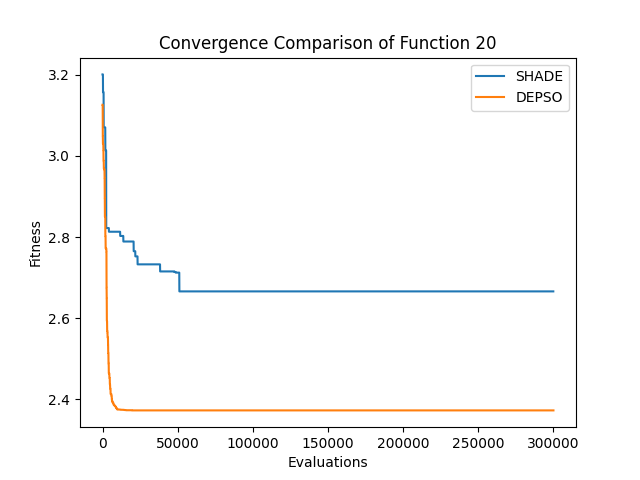 Convergence Comparison of Function 20
SHADE
DEPSO
Fitness
3.2
3.0
2.8
2.6
2.4
0 50000 100000 150000 200000 250000 300000
Evaluations